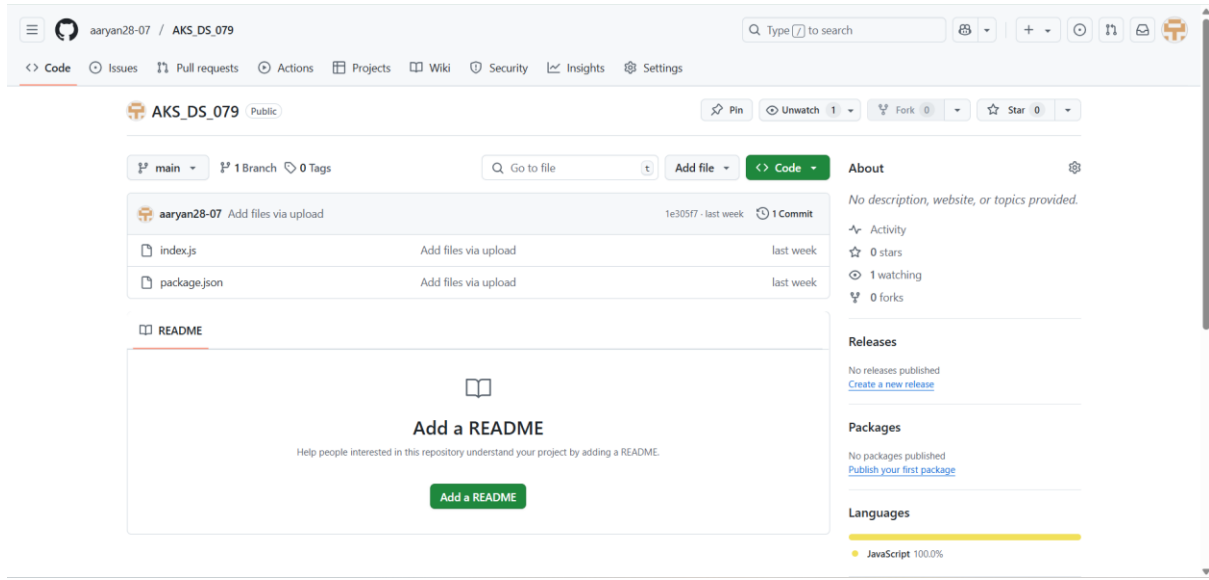 aaryan28-07 / AKS_DS_079
Type / to search
Code Issues Pull requests Actions Projects Wiki Security Insights Settings
AKS_DS_079 Public
Pin Unwatch 1 Fork 0 Star 0
main 1 Branch 0 Tags Go to file t Add file Code
aaryan28-07 Add files via upload 1e305f7 · last week 1 Commit
index.js Add files via upload last week
package.json Add files via upload last week
README
Add a README
Help people interested in this repository understand your project by adding a README.
Add a README
About
No description, website, or topics provided.
Activity
0 stars
1 watching
0 forks
Releases
No releases published
Create a new release
Packages
No packages published
Publish your first package
Languages
JavaScript 100.0%